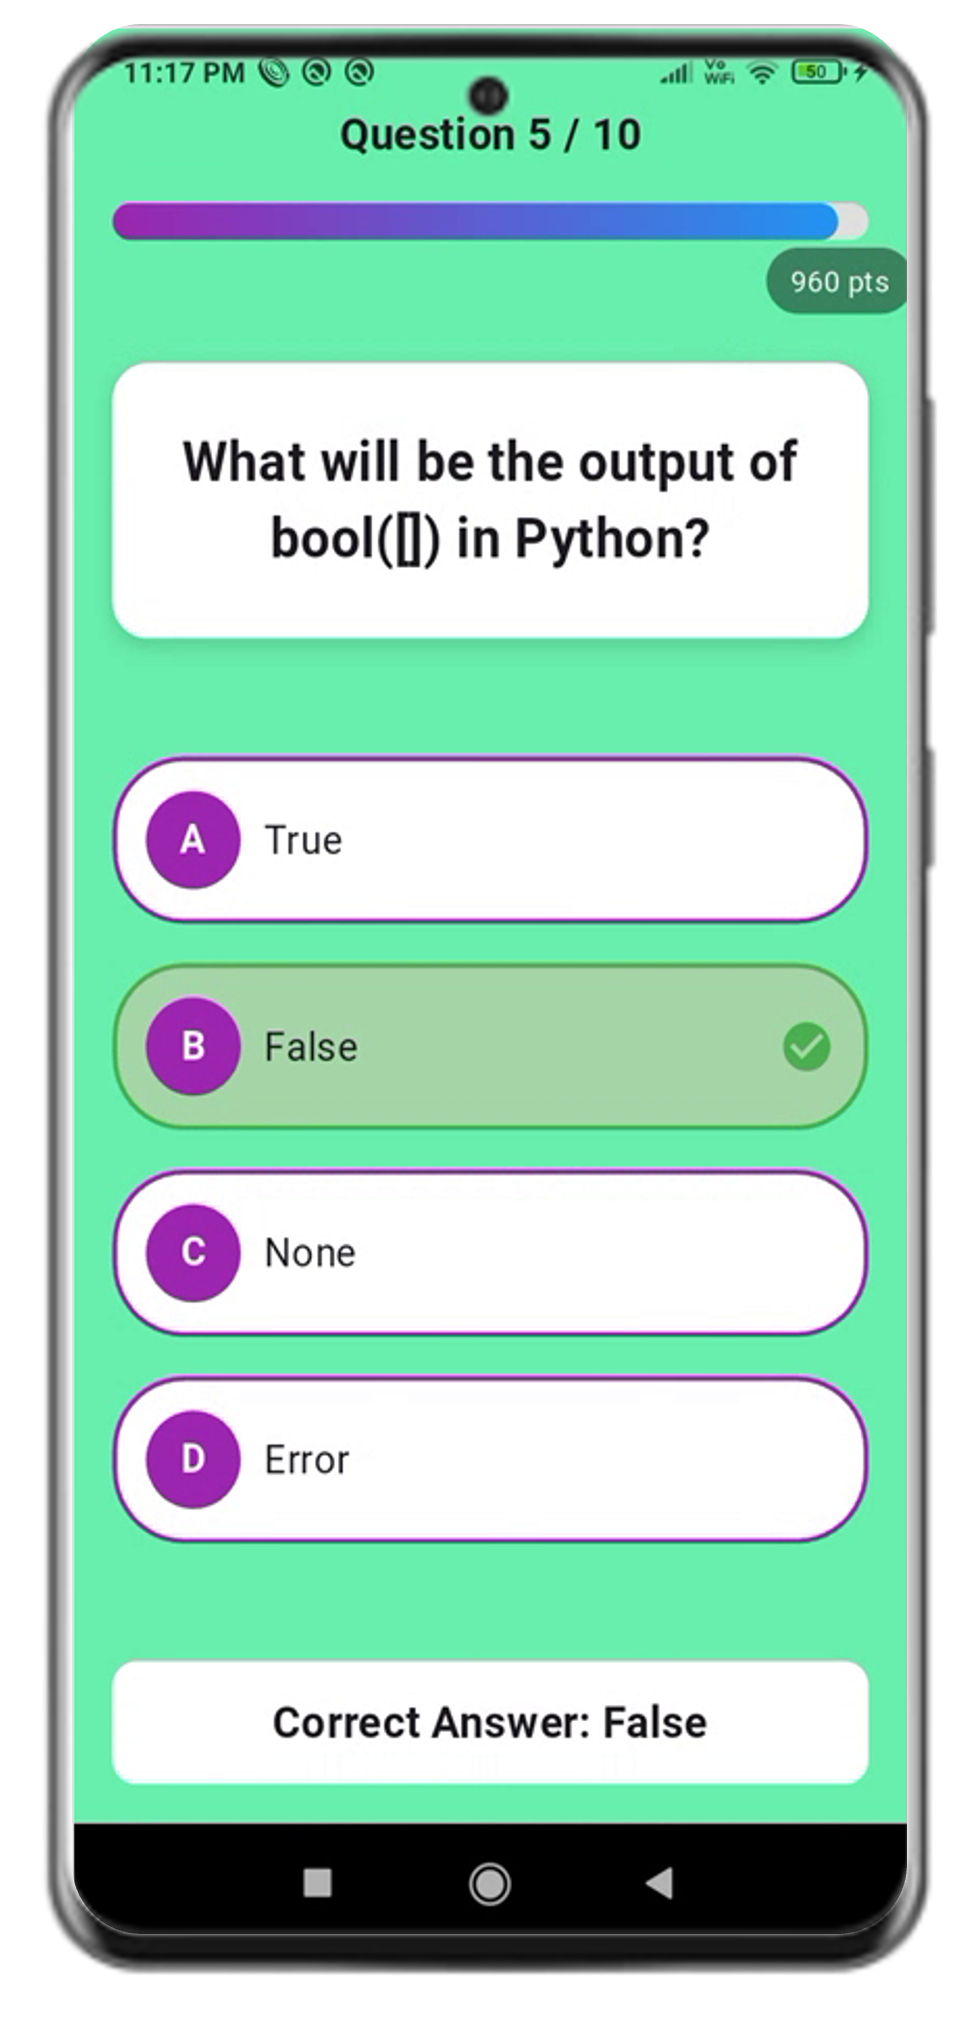 11:17 PM
Vo
WiFi
50
Question 5 / 10
960 pts
What will be the output of
bool([]) in Python?
A
True
B
False
C
None
D
Error
Correct Answer: False